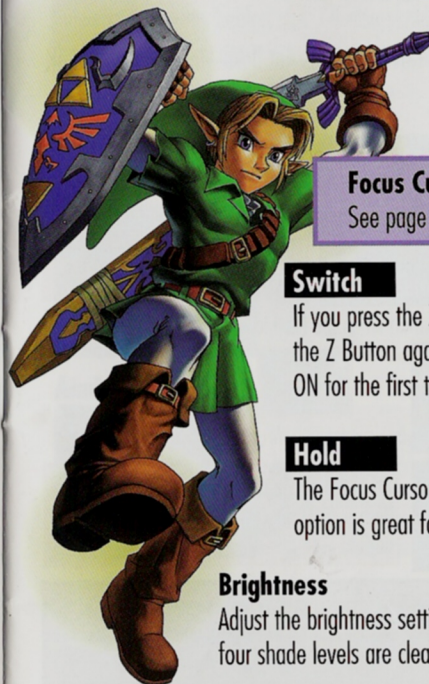 Focus Cu
See page
Switch
If you press the
the Z Button aga
ON for the first t
Hold
The Focus Curso
option is great fo
Brightness
Adjust the brightness setti
four shade levels are clea